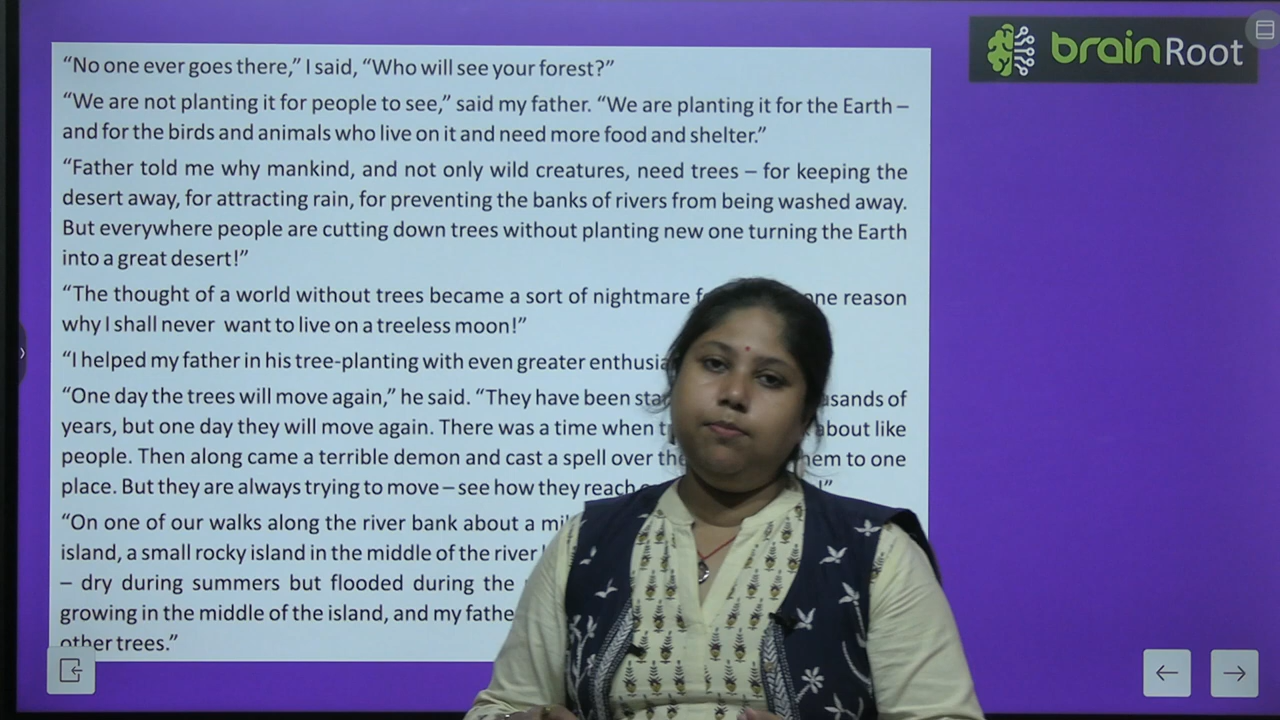 brainRoot
“No one ever goes there,” I said, “Who will see your forest?”
“We are not planting it for people to see,” said my father. “We are planting it for the Earth –
and for the birds and animals who live on it and need more food and shelter.”
“Father told me why mankind, and not only wild creatures, need trees – for keeping the
desert away, for attracting rain, for preventing the banks of rivers from being washed away.
But everywhere people are cutting down trees without planting new one turning the Earth
into a great desert!”
“The thought of a world without trees became a sort of nightmare one reason
why I shall never want to live on a treeless moon!”
“I helped my father in his tree-planting with even greater
“One day the trees will move again,” he said. “They have been of
years, but one day they will move again. There was a time when about like
people. Then along came a terrible demon and cast a spell over to one
place. But they are always trying to move – see how they reach
“On one of our walks along the river bank about a
island, a small rocky island in the middle of the river
– dry during summers but flooded during the
growing in the middle of the island, and my
other trees.”